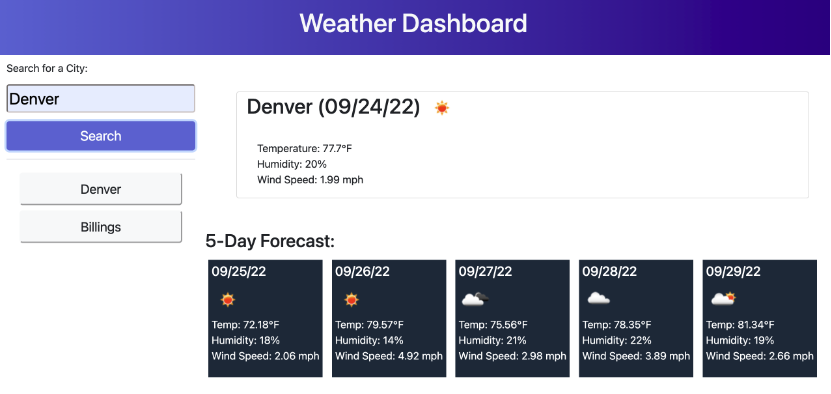 Weather Dashboard
Search for a City:
Denver
Search
Denver
Billings
Denver (09/24/22)
Temperature: 77.7°F
Humidity: 20%
Wind Speed: 1.99 mph
5-Day Forecast:
09/25/22
Temp: 72.18°F
Humidity: 18%
Wind Speed: 2.06 mph
09/26/22
Temp: 79.57°F
Humidity: 14%
Wind Speed: 4.92 mph
09/27/22
Temp: 75.56°F
Humidity: 21%
Wind Speed: 2.98 mph
09/28/22
Temp: 78.35°F
Humidity: 22%
Wind Speed: 3.89 mph
09/29/22
Temp: 81.34°F
Humidity: 19%
Wind Speed: 2.66 mph